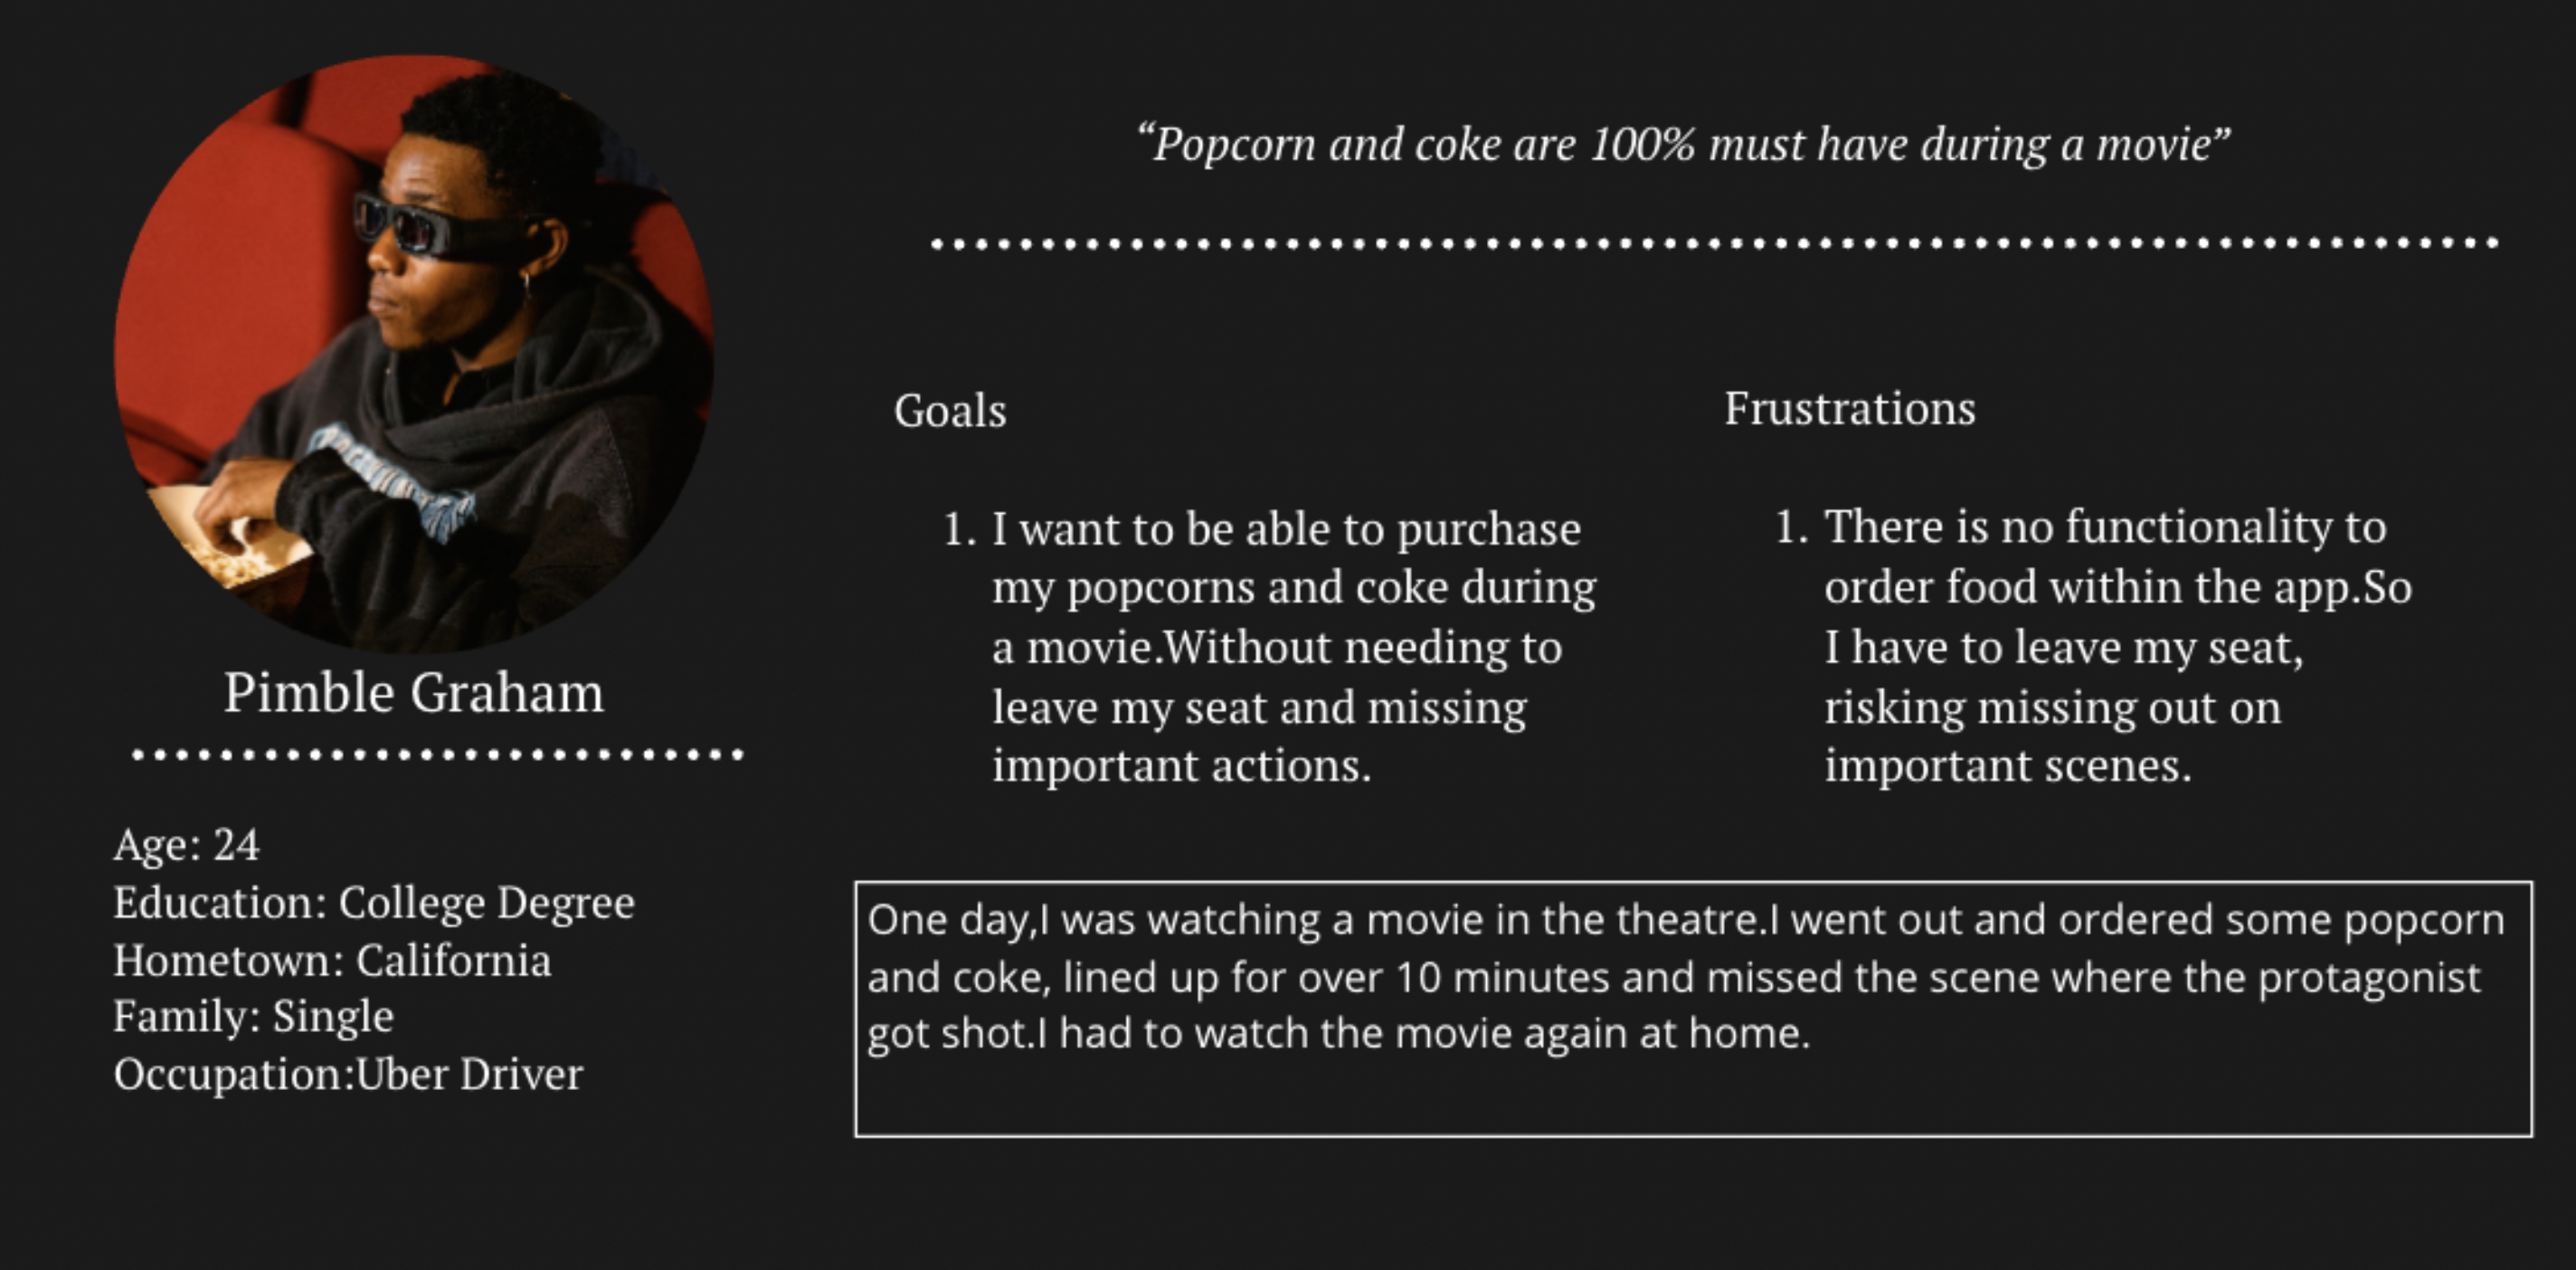 “Popcorn and coke are 100% must have during a movie”
Pimble Graham
Age: 24
Education: College Degree
Hometown: California
Family: Single
Occupation:Uber Driver
Goals
1. I want to be able to purchase
my popcorns and coke during
a movie.Without needing to
leave my seat and missing
important actions.
Frustrations
1. There is no functionality to
order food within the app.So
I have to leave my seat,
risking missing out on
important scenes.
One day,I was watching a movie in the theatre.I went out and ordered some popcorn
and coke, lined up for over 10 minutes and missed the scene where the protagonist
got shot.I had to watch the movie again at home.